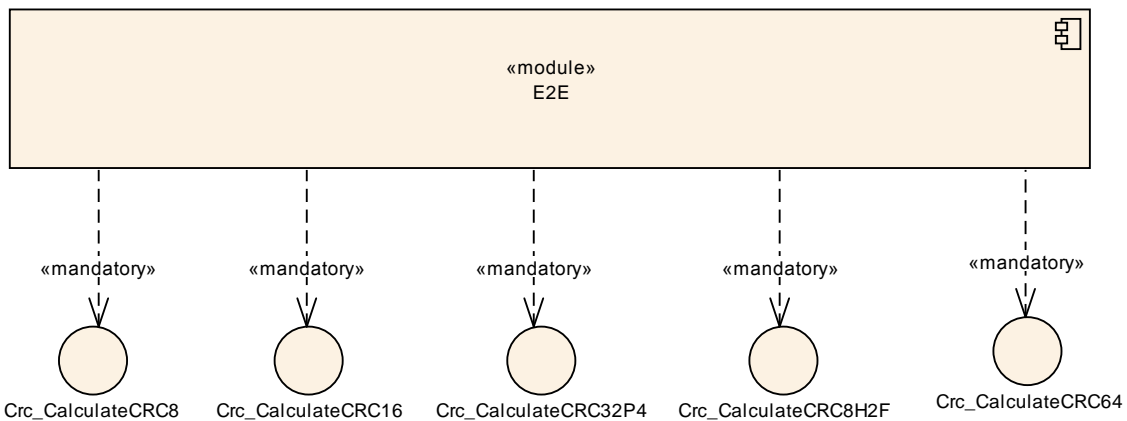 «module»
E2E
«mandatory» «mandatory» «mandatory» «mandatory» «mandatory»
Crc_CalculateCRC8 Crc_CalculateCRC16 Crc_CalculateCRC32P4 Crc_CalculateCRC8H2F Crc_CalculateCRC64